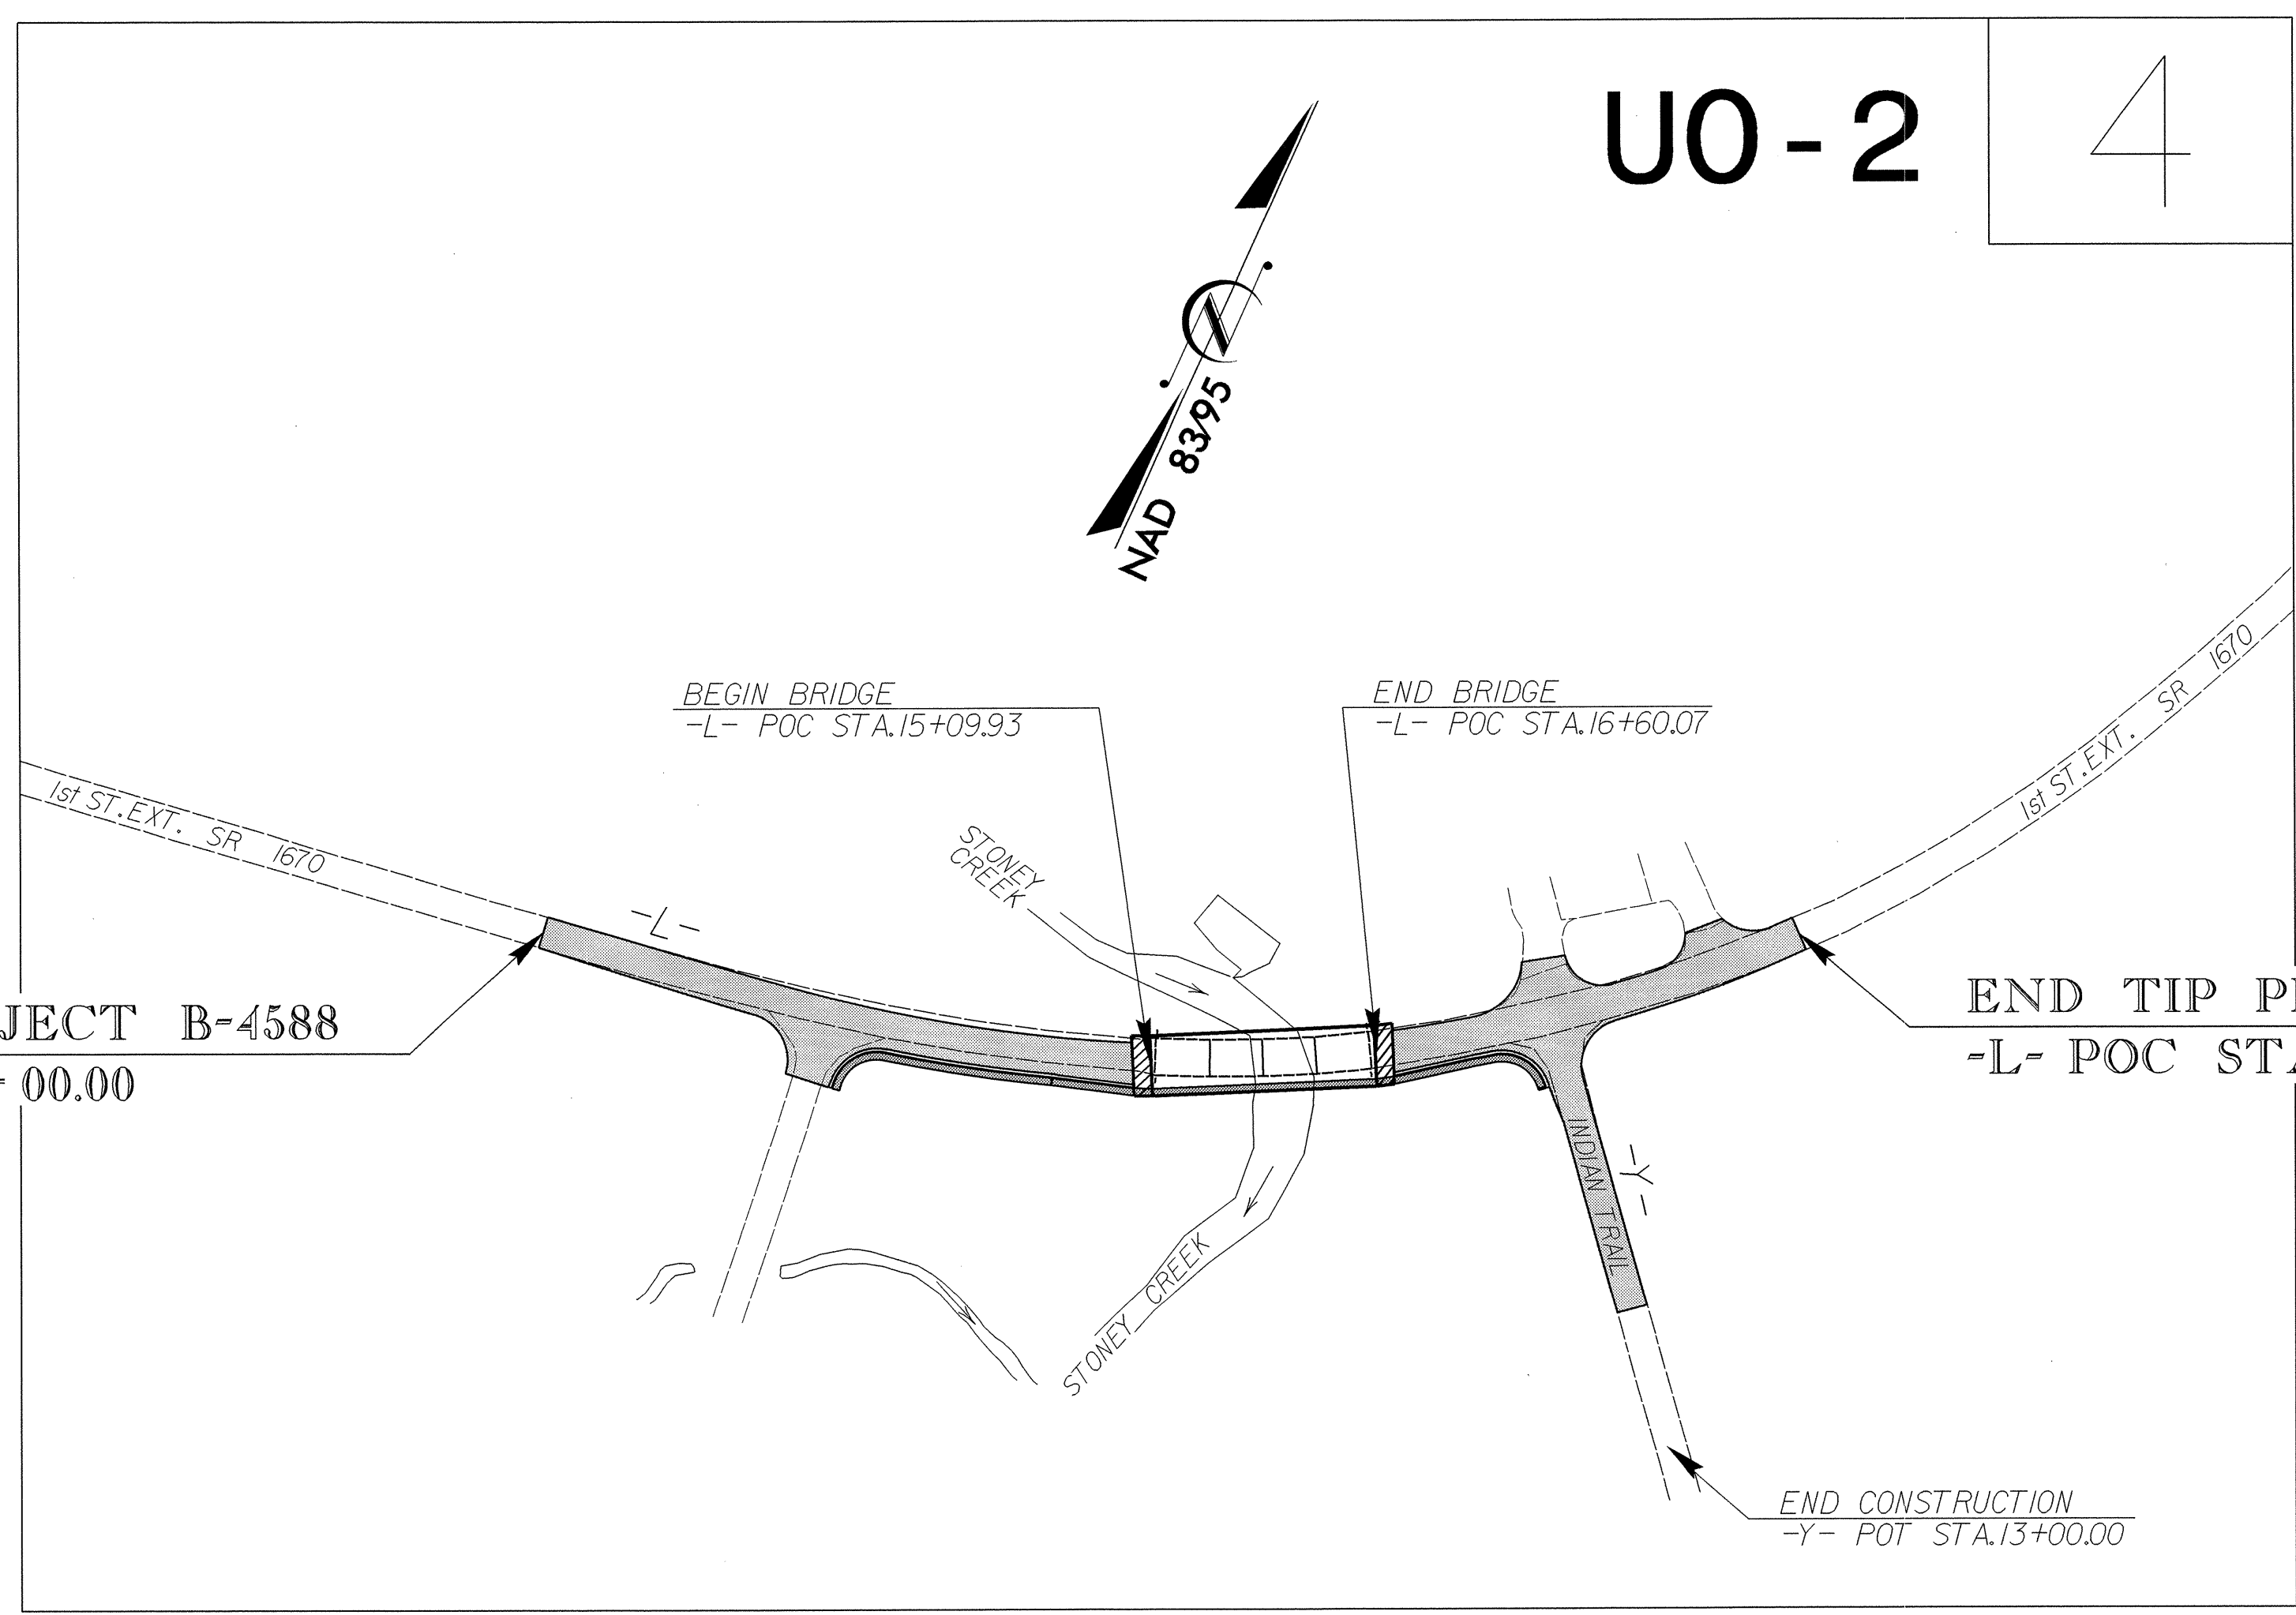 UO-2
4
NAD 83/95
BEGIN BRIDGE
-L- POC STA.15+09.93
END BRIDGE
-L- POC STA.16+60.07
1st ST.EXT. SR 1670
1st ST.EXT. SR 1670
STONEY
CREEK
-L-
JECT B-4588
00.00
END TIP
-L- POC
INDIAN TRAIL
-Y-
STONEY CREEK
END CONSTRUCTION
-Y- POT STA.13+00.00